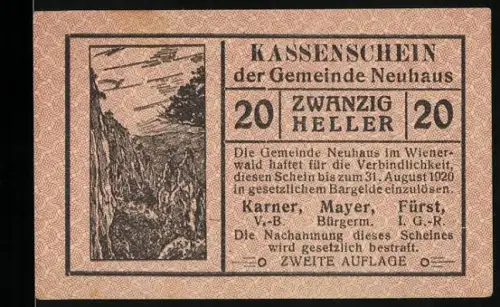 KASSENSCHEIN
der Gemeinde Neuhaus
20 ZWANZIG HELLER 20
Die Gemeinde Neuhaus im Wiener-
wald haftet für die Verbindlichkeit,
diesen Schein bis zum 31. August 1920
in gesetzlichem Bargelde einzulösen.
Karner, Mayer, Fürst,
V.-B Bürgerm. I. G.-R.
Die Nachahmung dieses Scheines
wird gesetzlich bestraft.
ZWEITE AUFLAGE